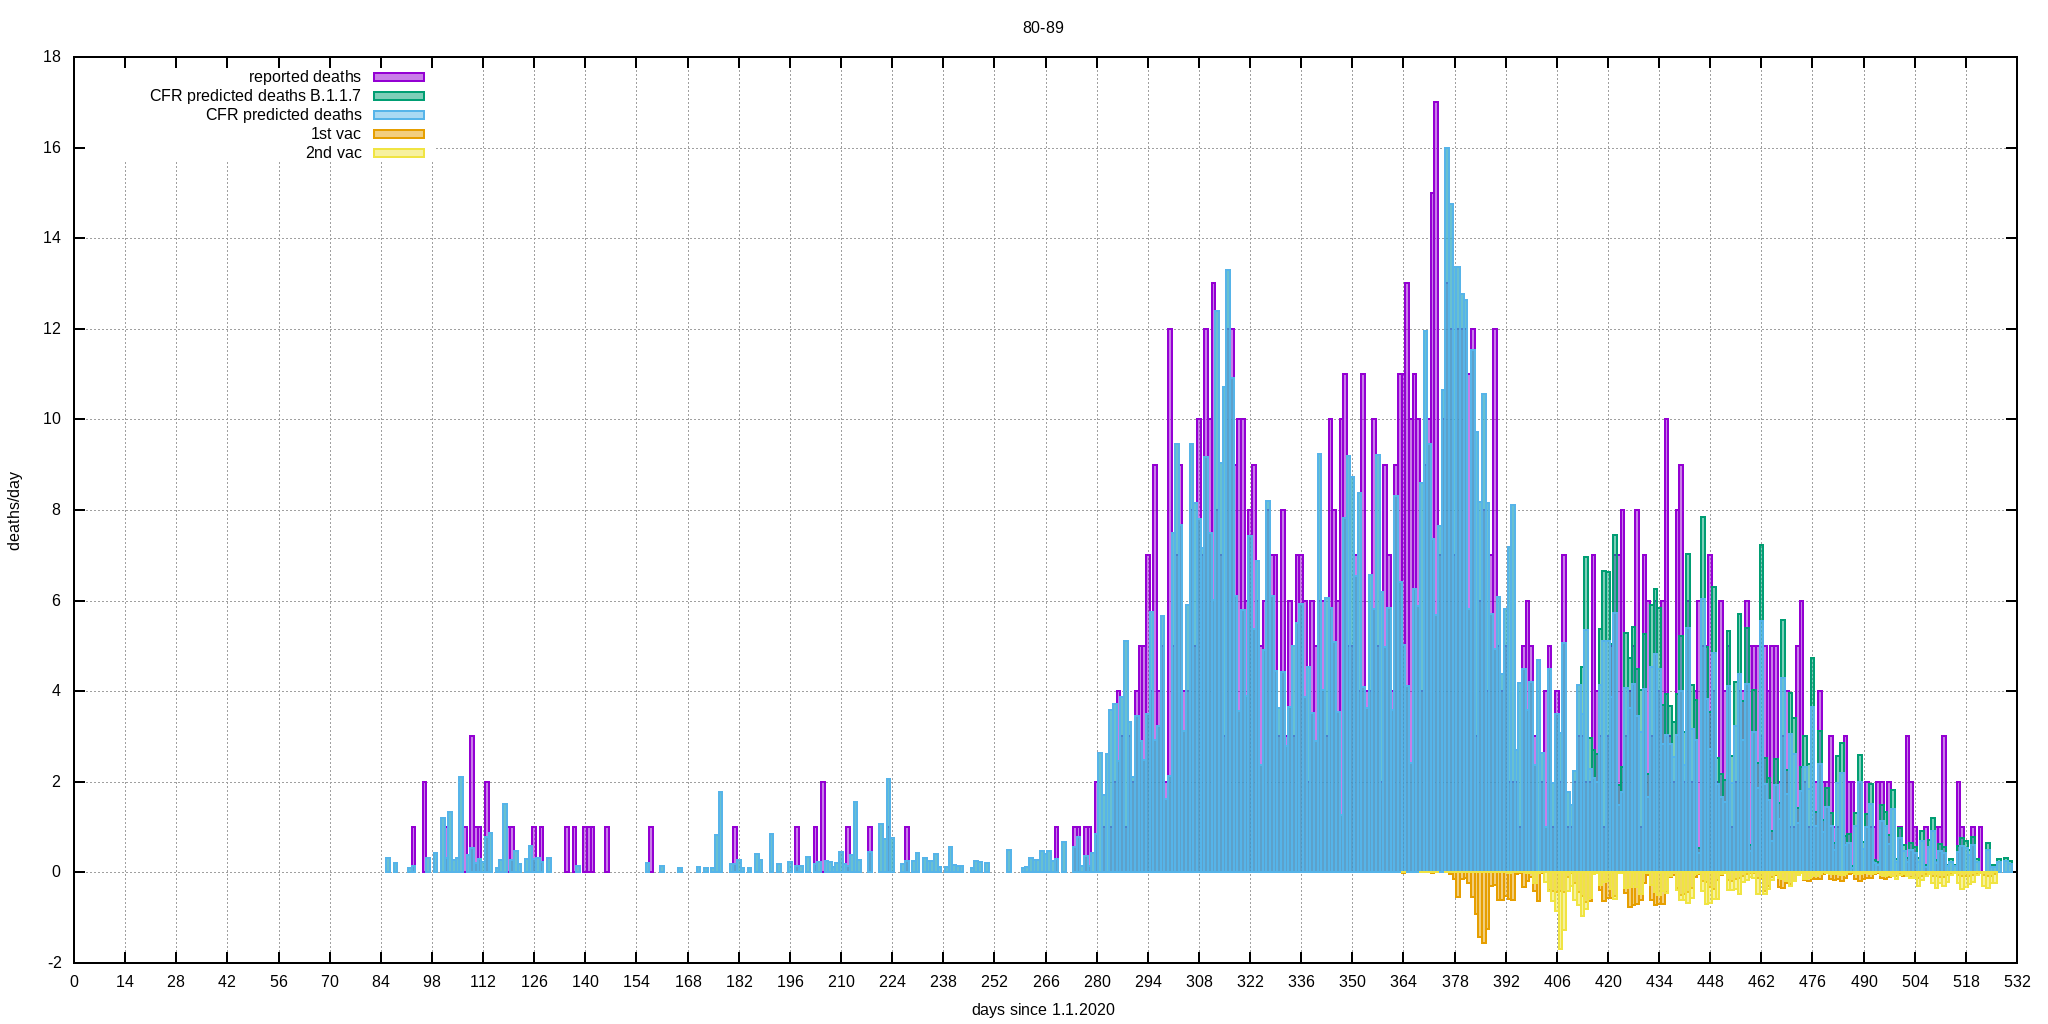 80-89
18
reported deaths
CFR predicted deaths B.1.1.7
CFR predicted deaths
1st vac
2nd vac
16
14
12
10
8
deaths/day
6
4
2
0
-2
0 14 28 42 56 70 84 98 112 126 140 154 168 182 196 210 224 238 252 266 280 294 308 322 336 350 364 378 392 406 420 434 448 462 476 490 504 518 532
days since 1.1.2020